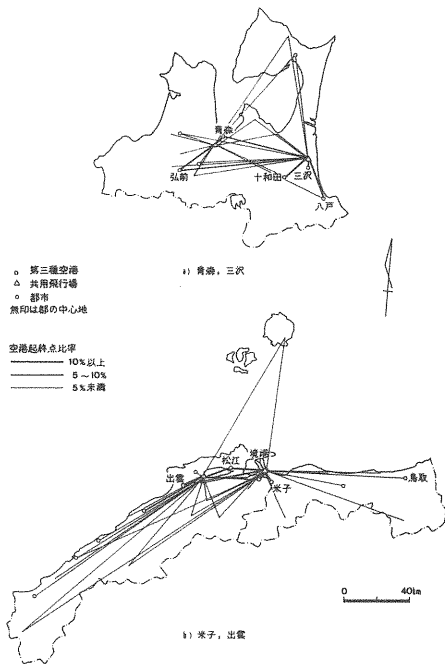 青森
弘前
十和田
三沢
八戸
a) 青森,三沢
第三種空港
共用飛行場
都市
無印は郡の中心地
空港起終点比率
10%以上
5〜10%
5%未満
松江
境港
出雲
米子
鳥取
0 40km
b) 米子,出雲